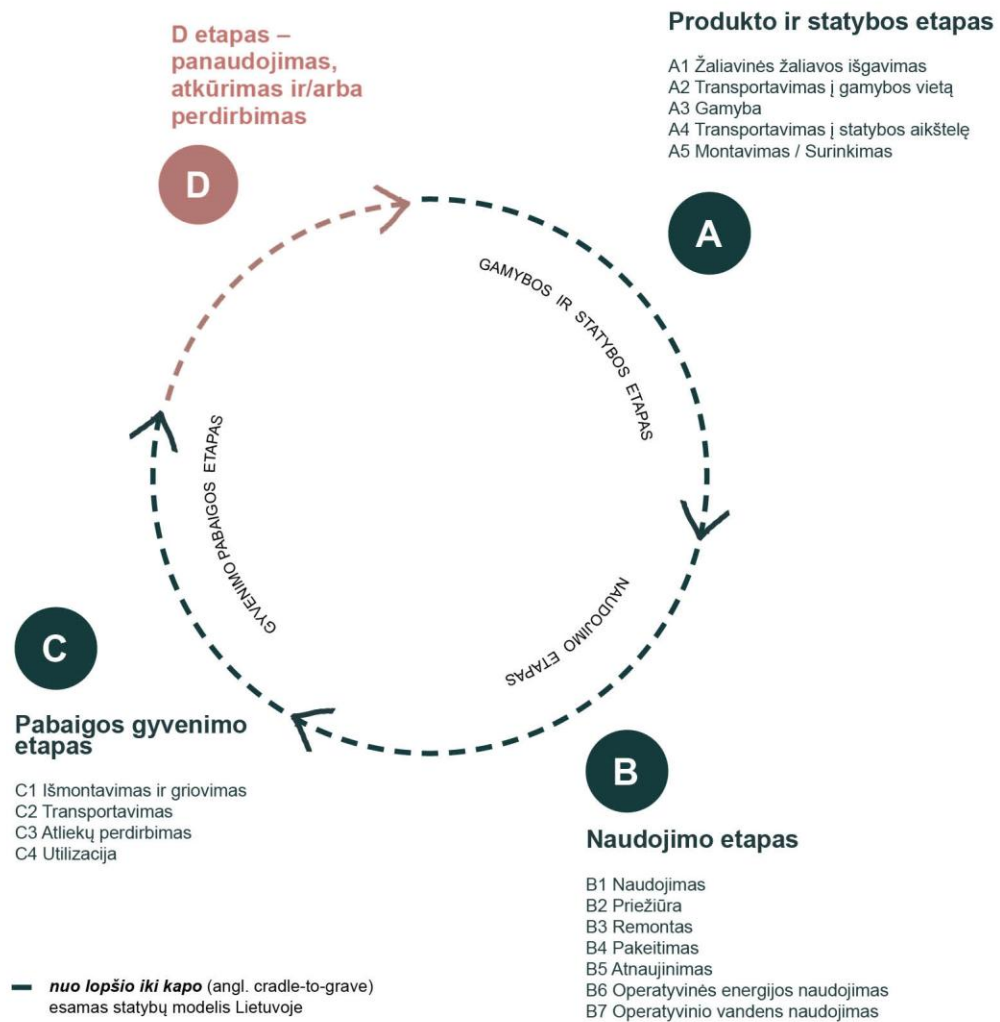 D etapas –
panaudojimas,
atkūrimas ir/arba
perdirbimas
D
Produkto ir statybos etapas
A1 Žaliavinės žaliavos išgavimas
A2 Transportavimas į gamybos vietą
A3 Gamyba
A4 Transportavimas į statybos aikštelę
A5 Montavimas / Surinkimas
A
GAMYBOS IR STATYBOS ETAPAS
NAUDOJIMO ETAPAS
GYVENIMO PABAIGOS ETAPAS
C
Pabaigos gyvenimo
etapas
C1 Išmontavimas ir griovimas
C2 Transportavimas
C3 Atliekų perdirbimas
C4 Utilizacija
B
Naudojimo etapas
B1 Naudojimas
B2 Priežiūra
B3 Remontas
B4 Pakeitimas
B5 Atnaujinimas
B6 Operatyvinės energijos naudojimas
B7 Operatyvinio vandens naudojimas
nuo lopšio iki kapo (angl. cradle-to-grave)
esamas statybų modelis Lietuvoje